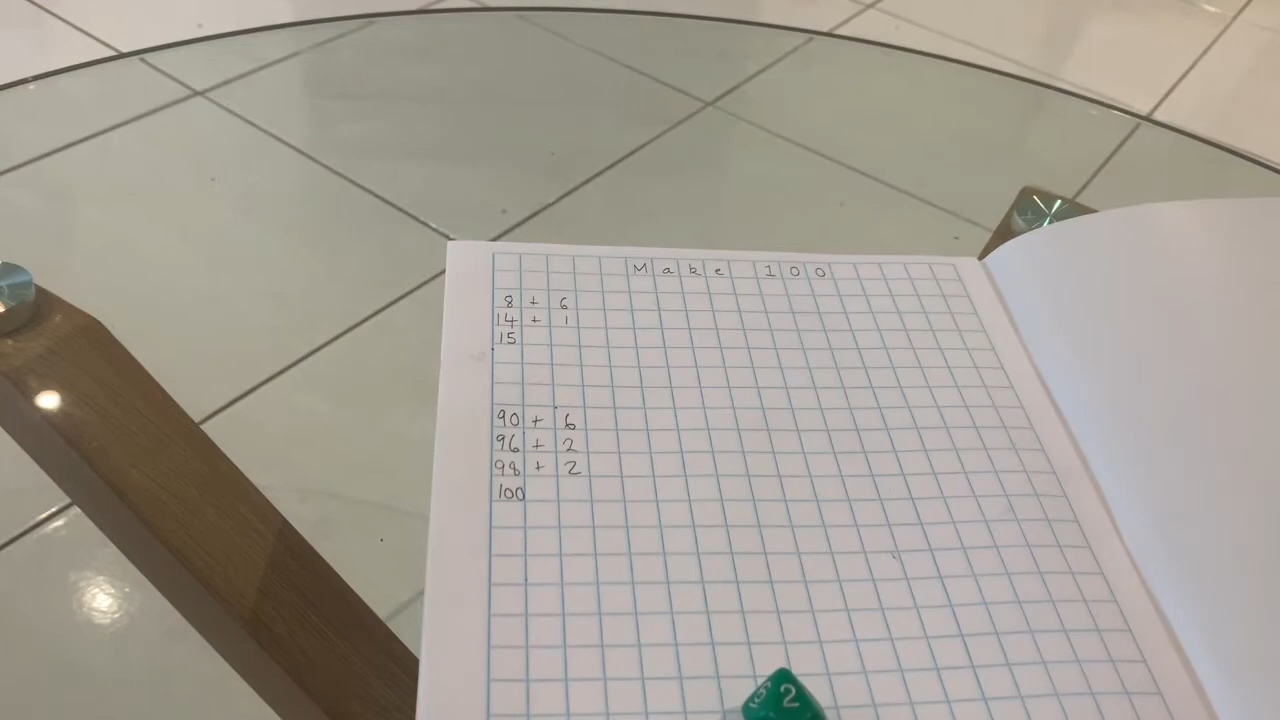 Make 100
8 + 6
14 + 1
15
90 + 6
96 + 2
98 + 2
100
2